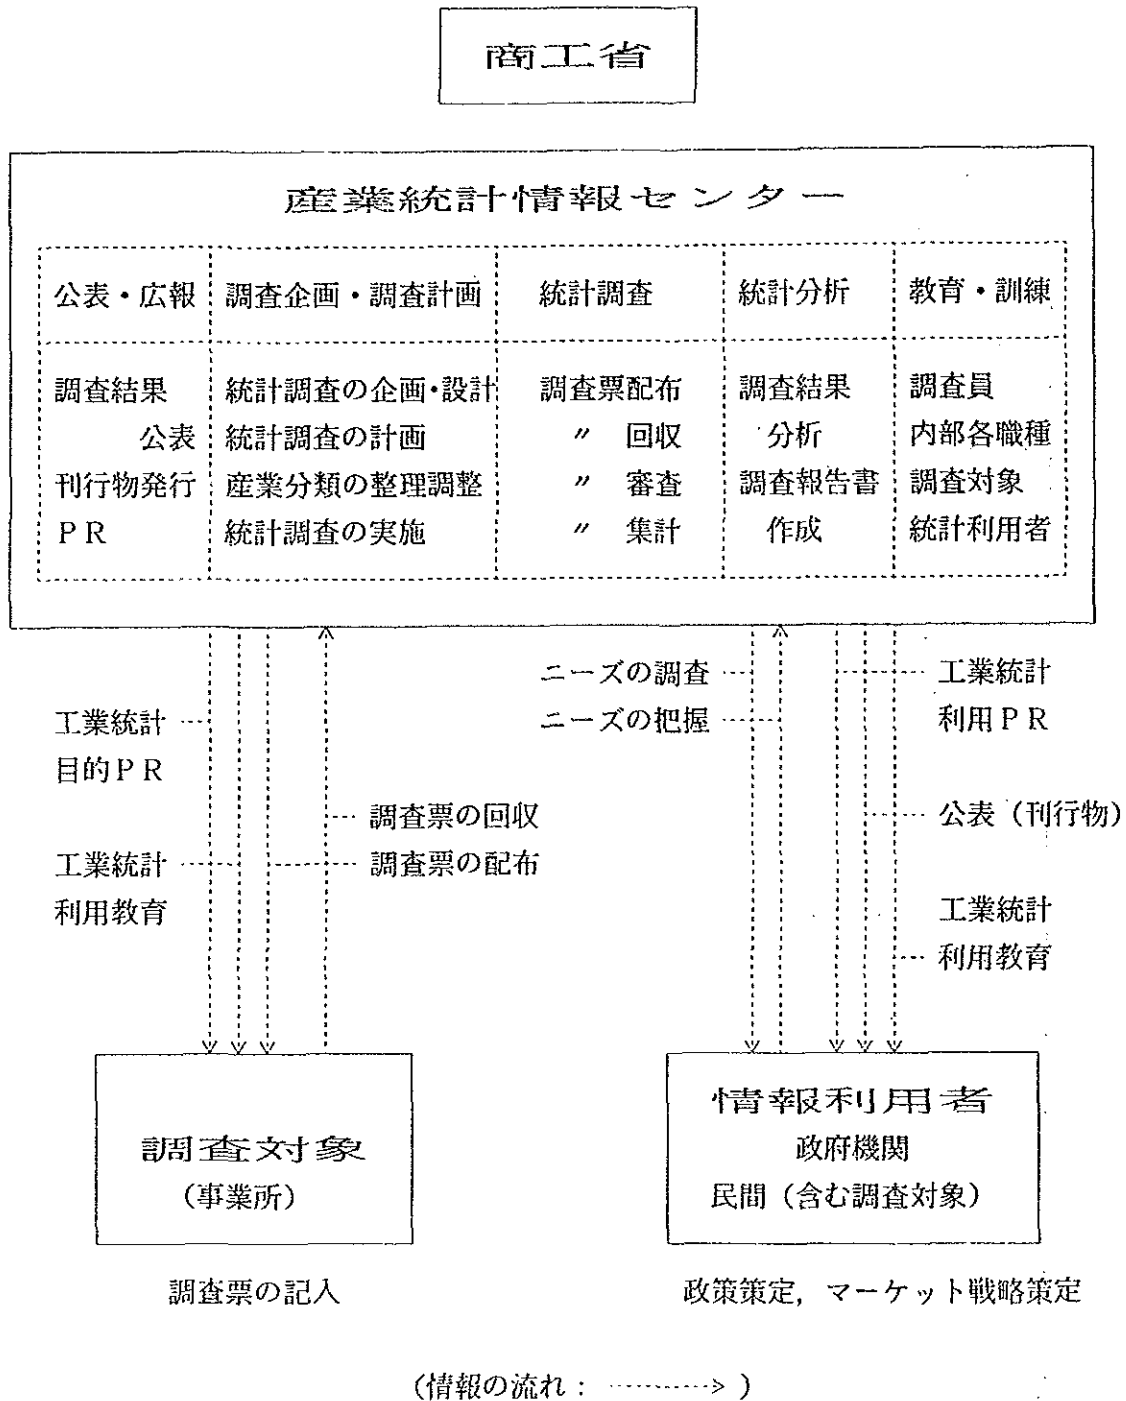 商工省
産業統計情報センター
公表・広報 調査企画・調査計画 統計調査 統計分析 教育・訓練
調査結果 統計調査の企画・設計 調査票配布 調査結果 調査員
公表 統計調査の計画 〃 回収 分析 内部各職種
刊行物発行 産業分類の整理調整 〃 審査 調査報告書 調査対象
PR 統計調査の実施 〃 集計 作成 統計利用者
ニーズの調査 工業統計
工業統計 ニーズの把握 利用PR
目的PR
調査票の回収 公表(刊行物)
工業統計 調査票の配布
利用教育 工業統計
利用教育
情報利用者
調査対象 政府機関
(事業所) 民間(含む調査対象)
調査票の記入 政策策定,マーケット戦略策定
(情報の流れ: ………> )